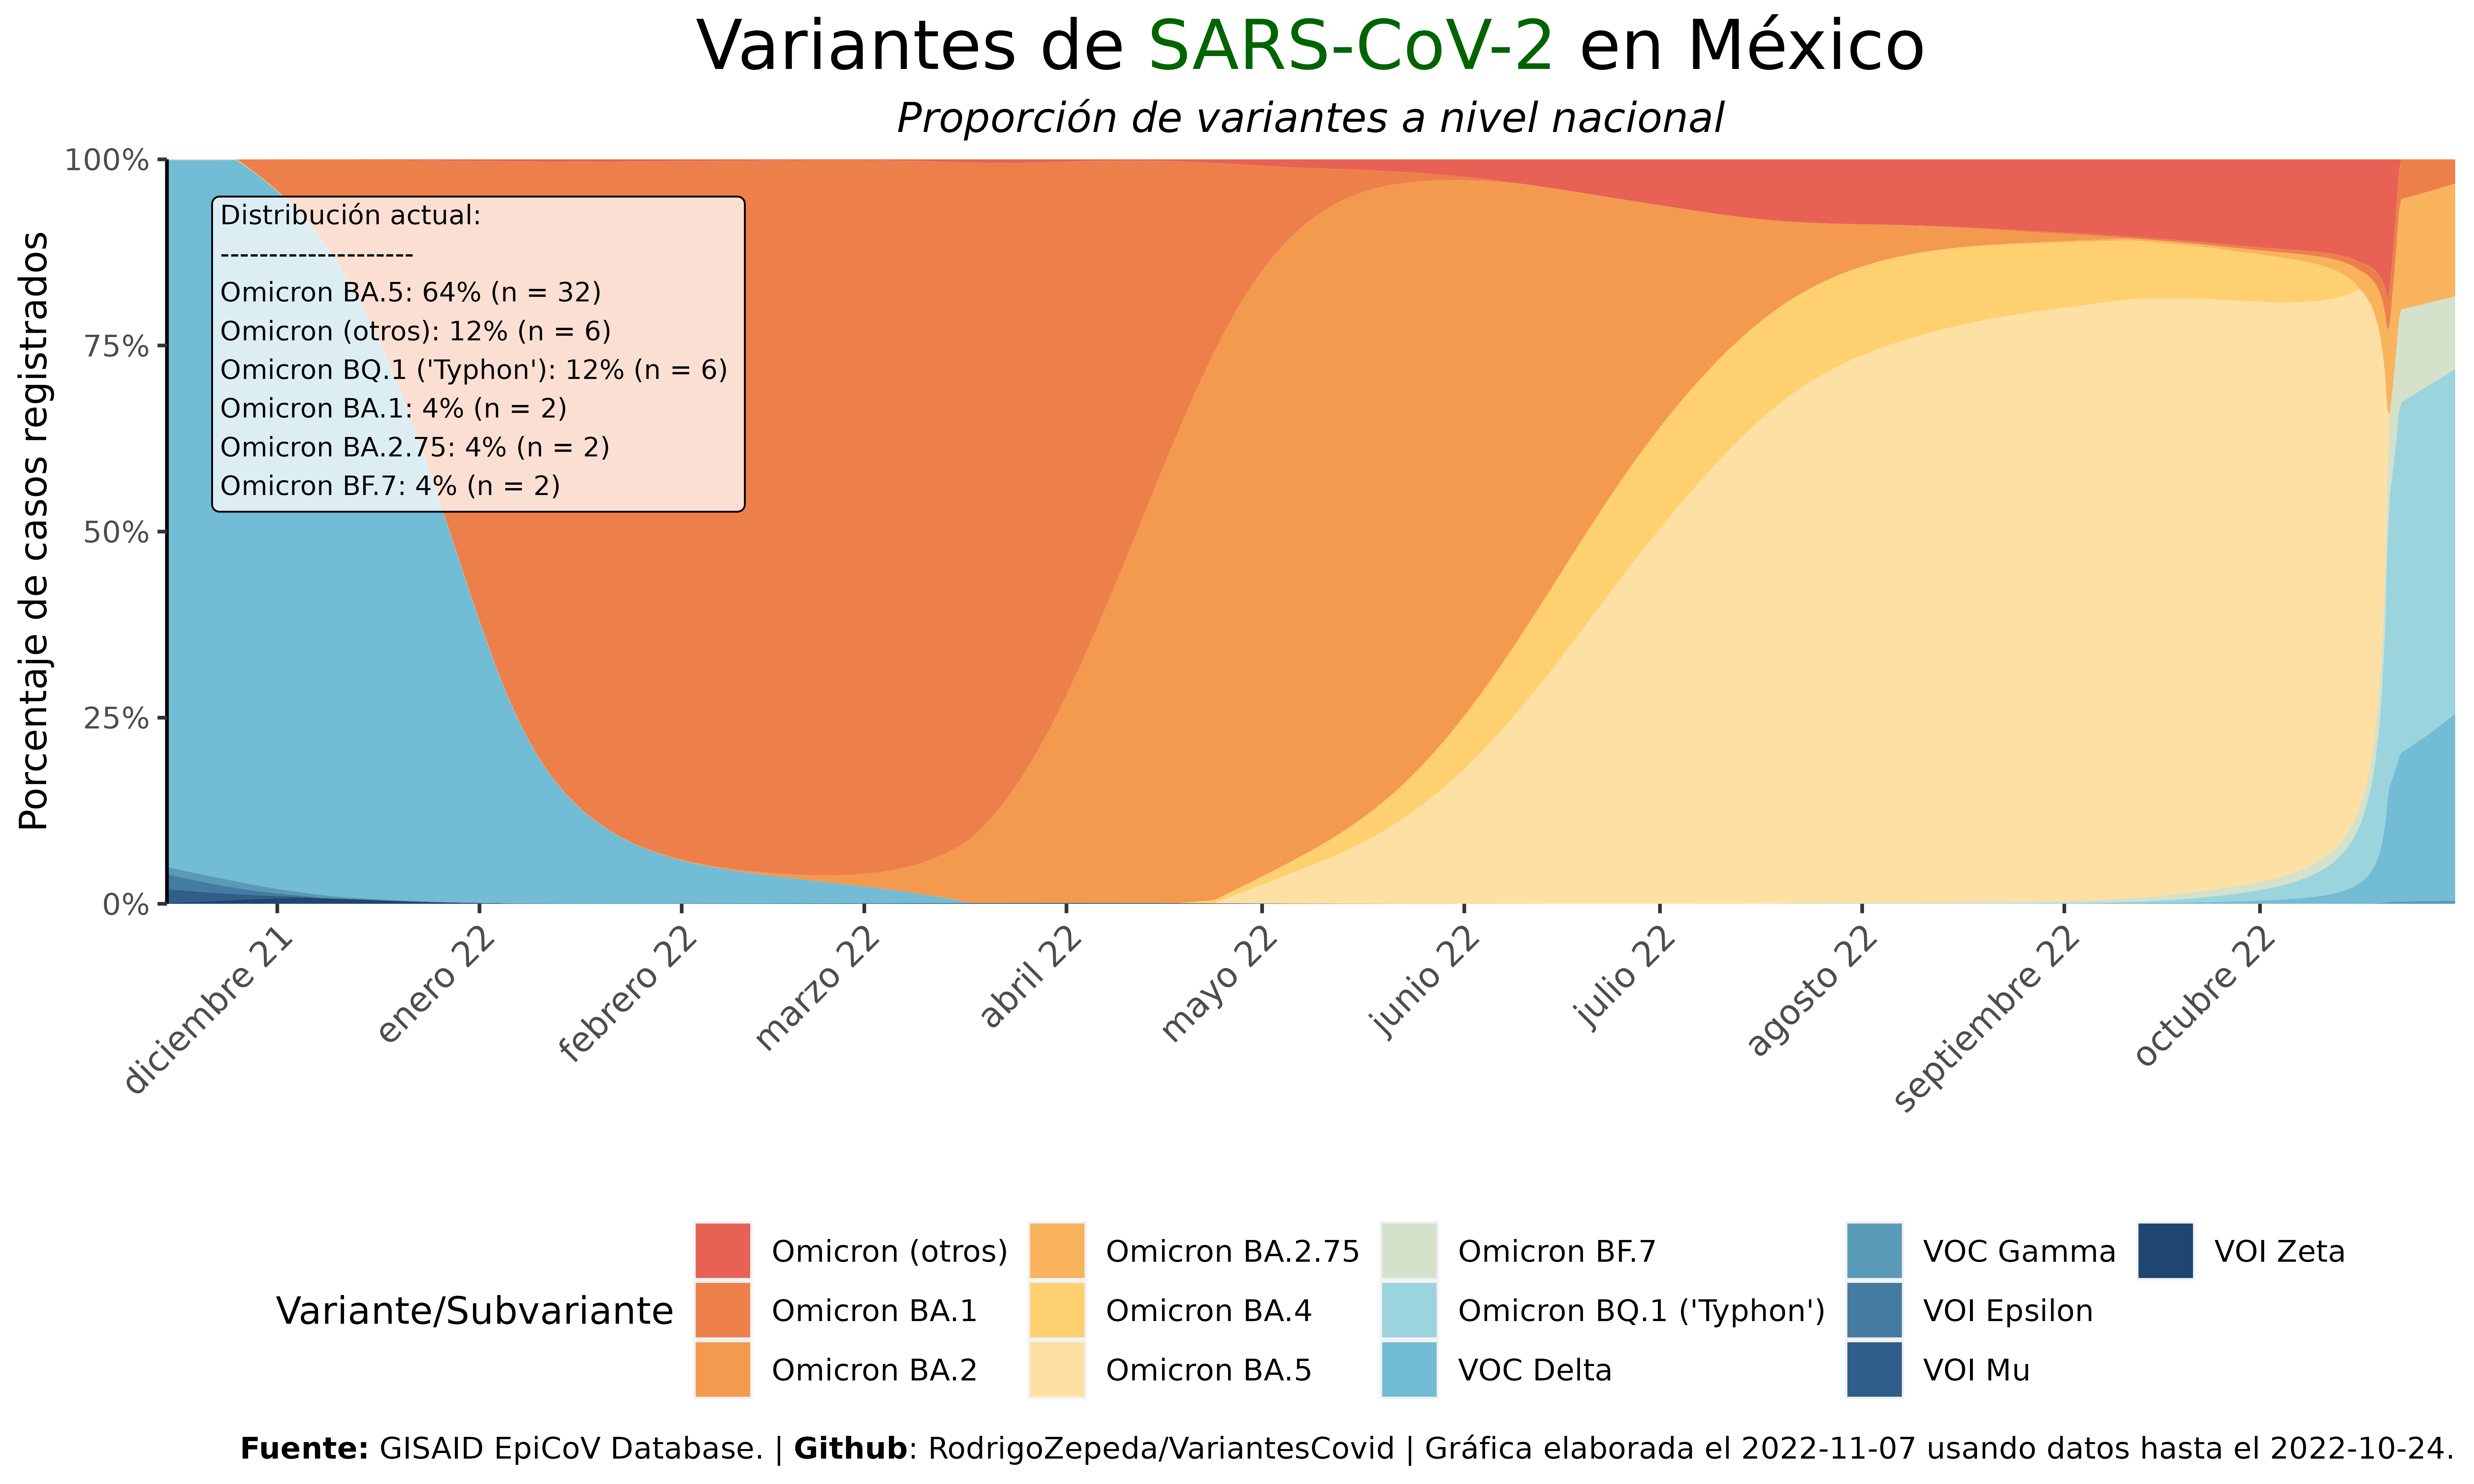 Variantes de SARS-CoV-2 en México
Proporción de variantes a nivel nacional
Porcentaje de casos registrados
100%
75%
50%
25%
0%
Distribución actual:
--------------------
Omicron BA.5: 64% (n = 32)
Omicron (otros): 12% (n = 6)
Omicron BQ.1 ('Typhon'): 12% (n = 6)
Omicron BA.1: 4% (n = 2)
Omicron BA.2.75: 4% (n = 2)
Omicron BF.7: 4% (n = 2)
diciembre 21
enero 22
febrero 22
marzo 22
abril 22
mayo 22
junio 22
julio 22
agosto 22
septiembre 22
octubre 22
Variante/Subvariante
Omicron (otros)
Omicron BA.1
Omicron BA.2
Omicron BA.2.75
Omicron BA.4
Omicron BA.5
Omicron BF.7
Omicron BQ.1 ('Typhon')
VOC Delta
VOC Gamma
VOI Epsilon
VOI Mu
VOI Zeta
Fuente: GISAID EpiCoV Database. | Github: RodrigoZepeda/VariantesCovid | Gráfica elaborada el 2022-11-07 usando datos hasta el 2022-10-24.